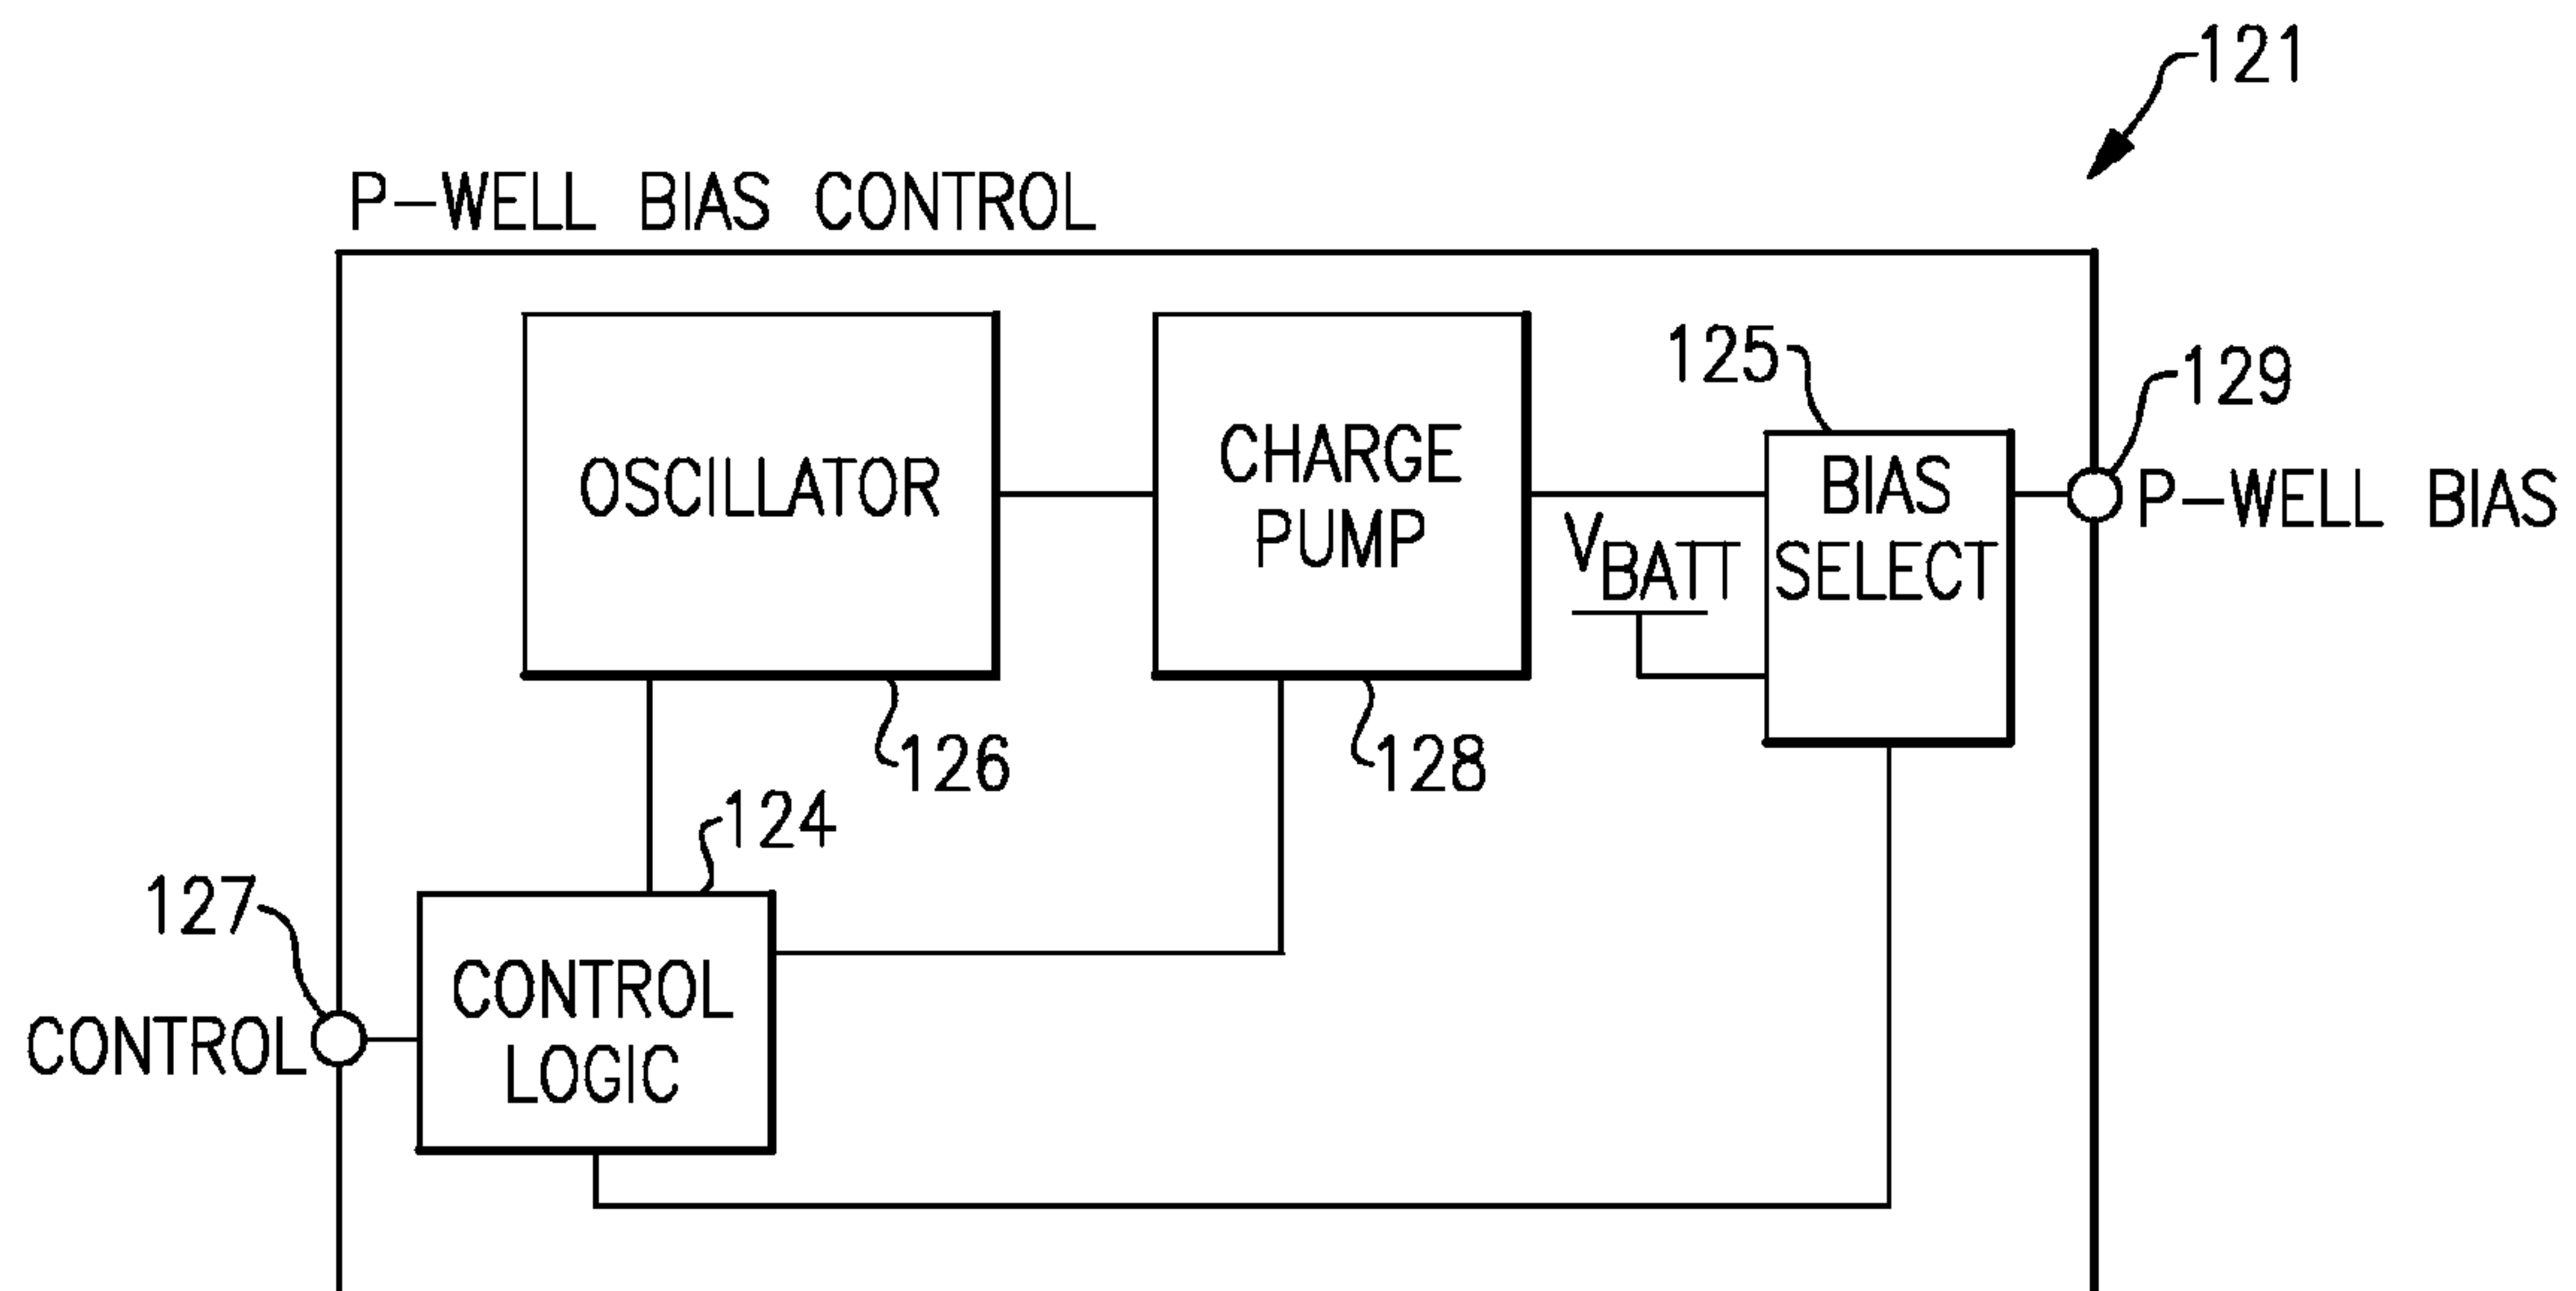 121
P-WELL BIAS CONTROL
125
129
OSCILLATOR
CHARGE
PUMP
BIAS
SELECT
P-WELL BIAS
VBATT
126
128
124
127
CONTROL
CONTROL
LOGIC